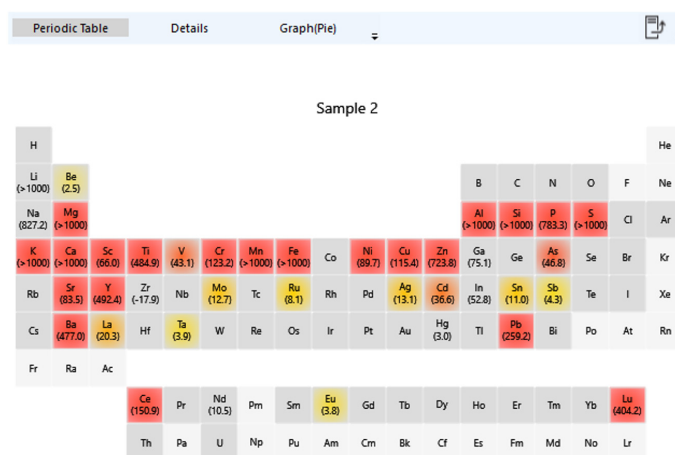 Periodic Table Details Graph(Pie)
Sample 2
H He
Li Be B C N O F Ne
(>1000) (2.5)
Na Mg Al Si P S Cl Ar
(827.2) (>1000) (>1000) (>1000) (783.3) (>1000)
K Ca Sc Ti V Cr Mn Fe Co Ni Cu Zn Ga Ge As Se Br Kr
(>1000) (>1000) (66.0) (484.9) (43.1) (123.2) (>1000) (>1000) (89.7) (115.4) (723.8) (75.1) (46.8)
Rb Sr Y Zr Nb Mo Tc Ru Rh Pd Ag Cd In Sn Sb Te I Xe
(83.5) (492.4) (-17.9) (12.7) (8.1) (13.1) (36.6) (52.8) (11.0) (4.3)
Cs Ba La Hf Ta W Re Os Ir Pt Au Hg Tl Pb Bi Po At Rn
(477.0) (20.3) (3.9) (3.0) (259.2)
Fr Ra Ac
Ce Pr Nd Pm Sm Eu Gd Tb Dy Ho Er Tm Yb Lu
(150.9) (10.5) (3.8) (404.2)
Th Pa U Np Pu Am Cm Bk Cf Es Fm Md No Lr